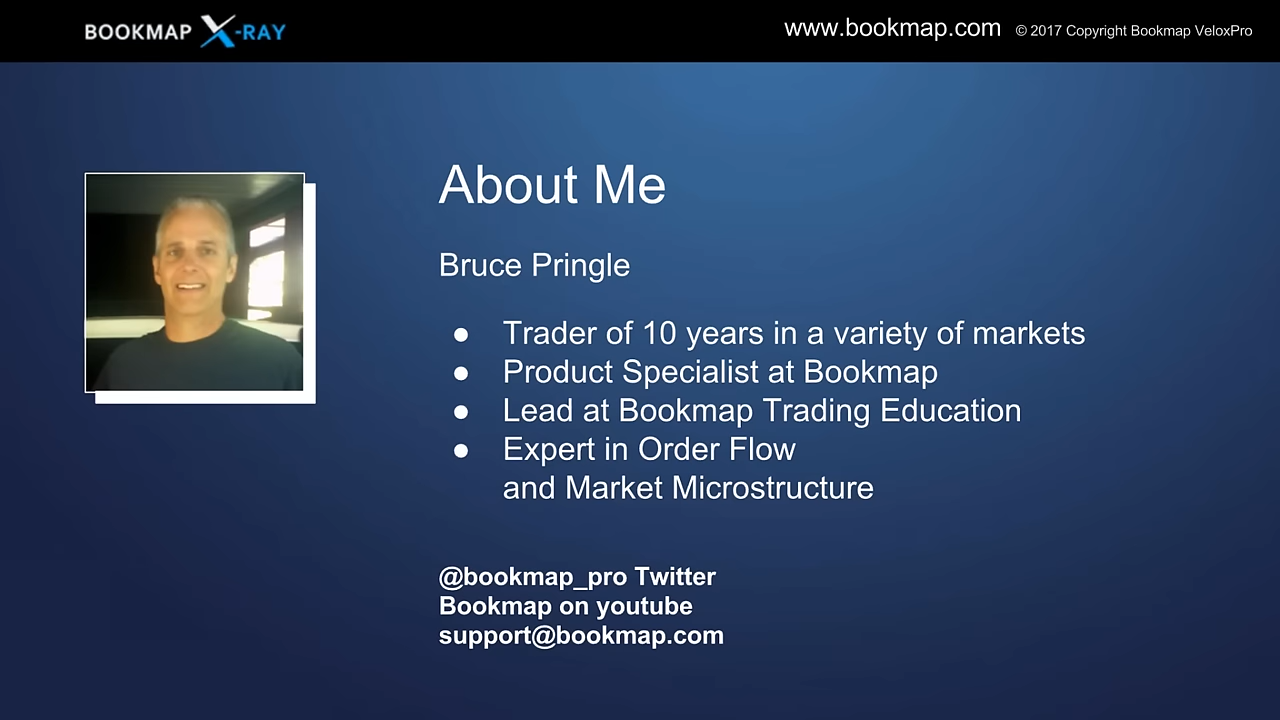 BOOKMAP X-RAY
www.bookmap.com © 2017 Copyright Bookmap VeloxPro
About Me
Bruce Pringle
● Trader of 10 years in a variety of markets
● Product Specialist at Bookmap
● Lead at Bookmap Trading Education
● Expert in Order Flow
and Market Microstructure
@bookmap_pro Twitter
Bookmap on youtube
support@bookmap.com